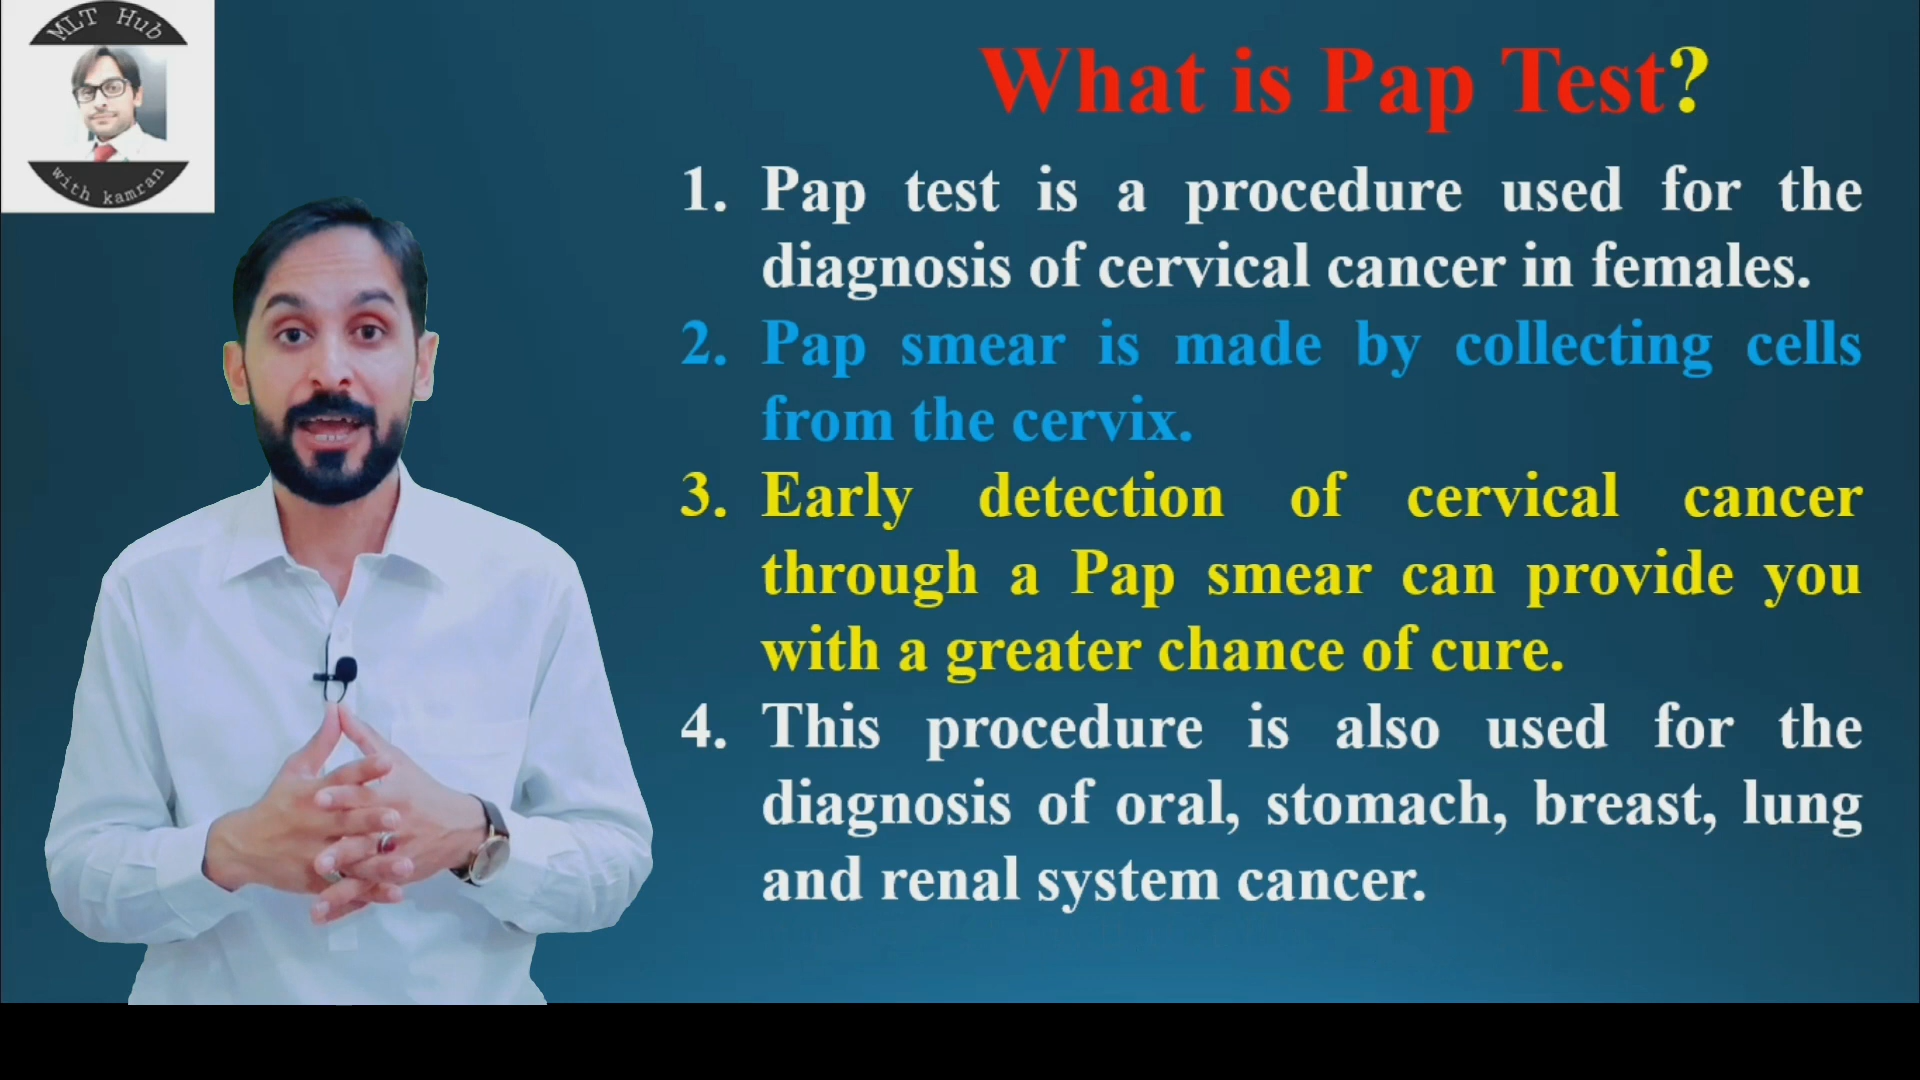 MLT Hub
with kamran
What is Pap Test?
1. Pap test is a procedure used for the
diagnosis of cervical cancer in females.
2. Pap smear is made by collecting cells
from the cervix.
3. Early detection of cervical cancer
through a Pap smear can provide you
with a greater chance of cure.
4. This procedure is also used for the
diagnosis of oral, stomach, breast, lung
and renal system cancer.